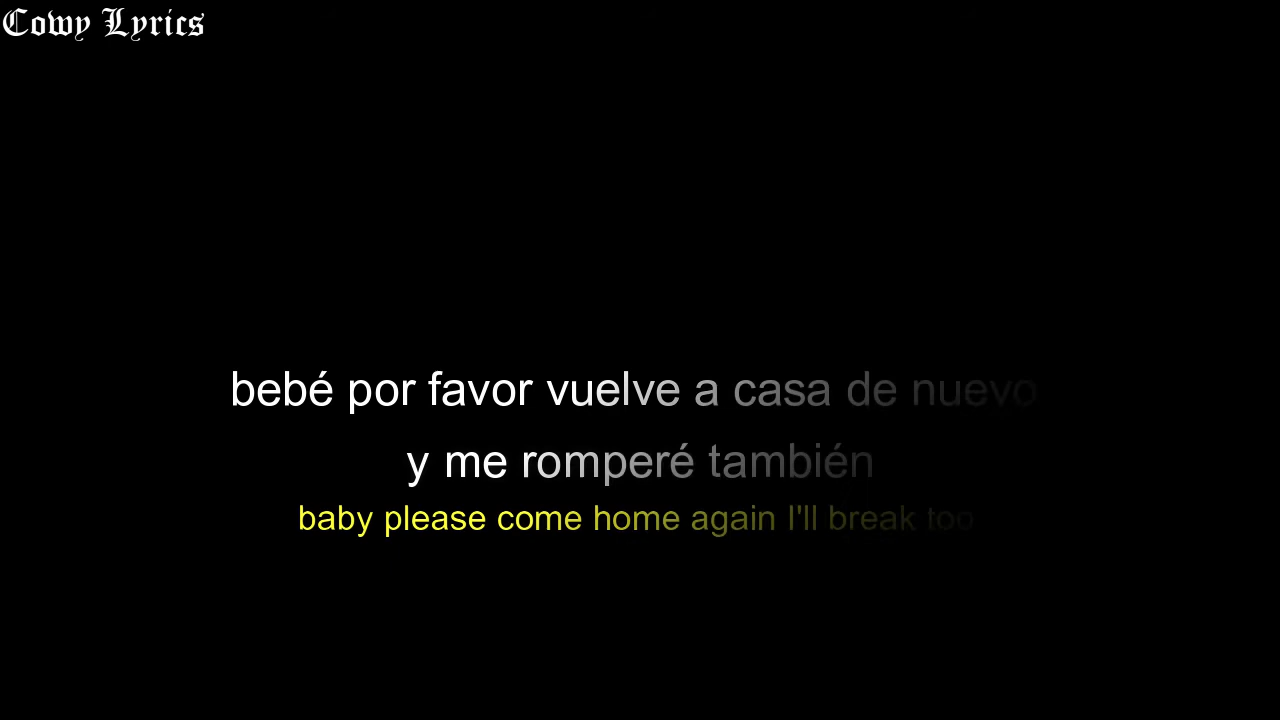 Cowy Lyrics
bebé por favor vuelve a casa de nuevo
y me romperé también
baby please come home again I'll break too